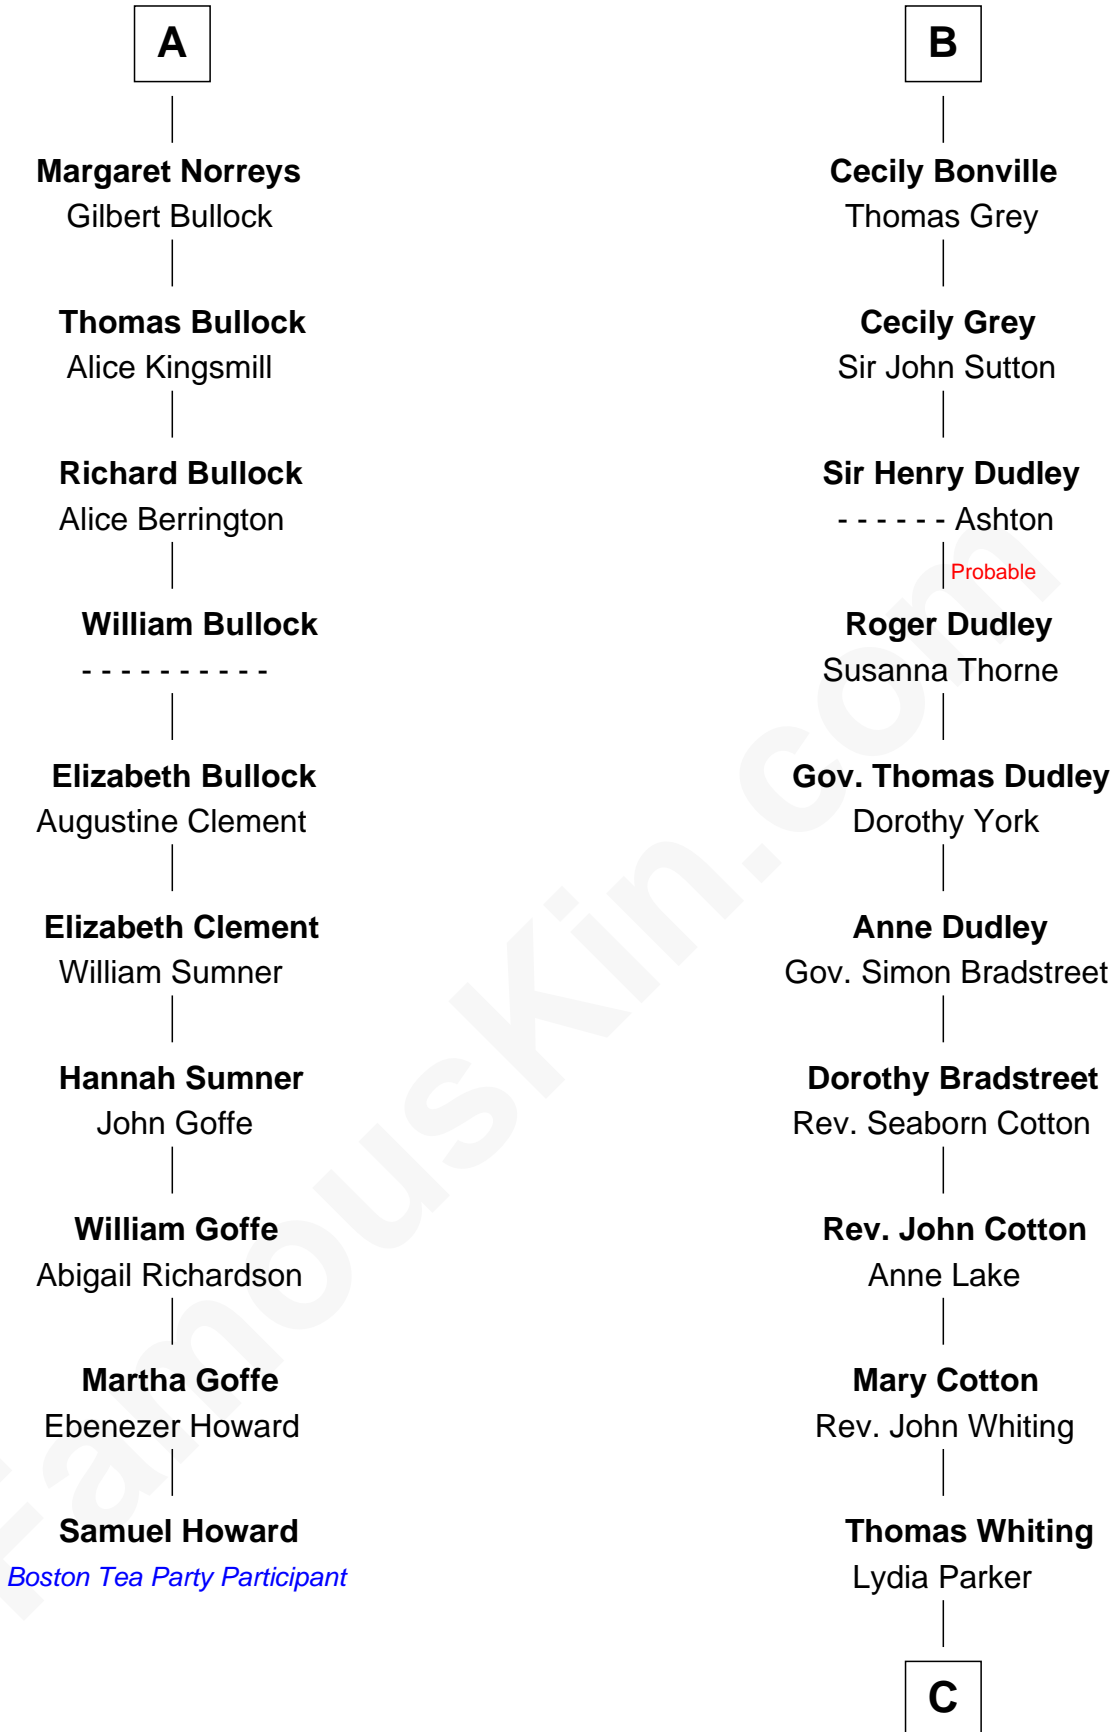 A
Margaret Norreys
Gilbert Bullock
Thomas Bullock
Alice Kingsmill
Richard Bullock
Alice Berrington
William Bullock
- - - - - - - - - -
Elizabeth Bullock
Augustine Clement
Elizabeth Clement
William Sumner
Hannah Sumner
John Goffe
William Goffe
Abigail Richardson
Martha Goffe
Ebenezer Howard
Samuel Howard
Boston Tea Party Participant
B
Cecily Bonville
Thomas Grey
Cecily Grey
Sir John Sutton
Sir Henry Dudley
- - - - - - Ashton
Probable
Roger Dudley
Susanna Thorne
Gov. Thomas Dudley
Dorothy York
Anne Dudley
Gov. Simon Bradstreet
Dorothy Bradstreet
Rev. Seaborn Cotton
Rev. John Cotton
Anne Lake
Mary Cotton
Rev. John Whiting
Thomas Whiting
Lydia Parker
C
FamousKin.com